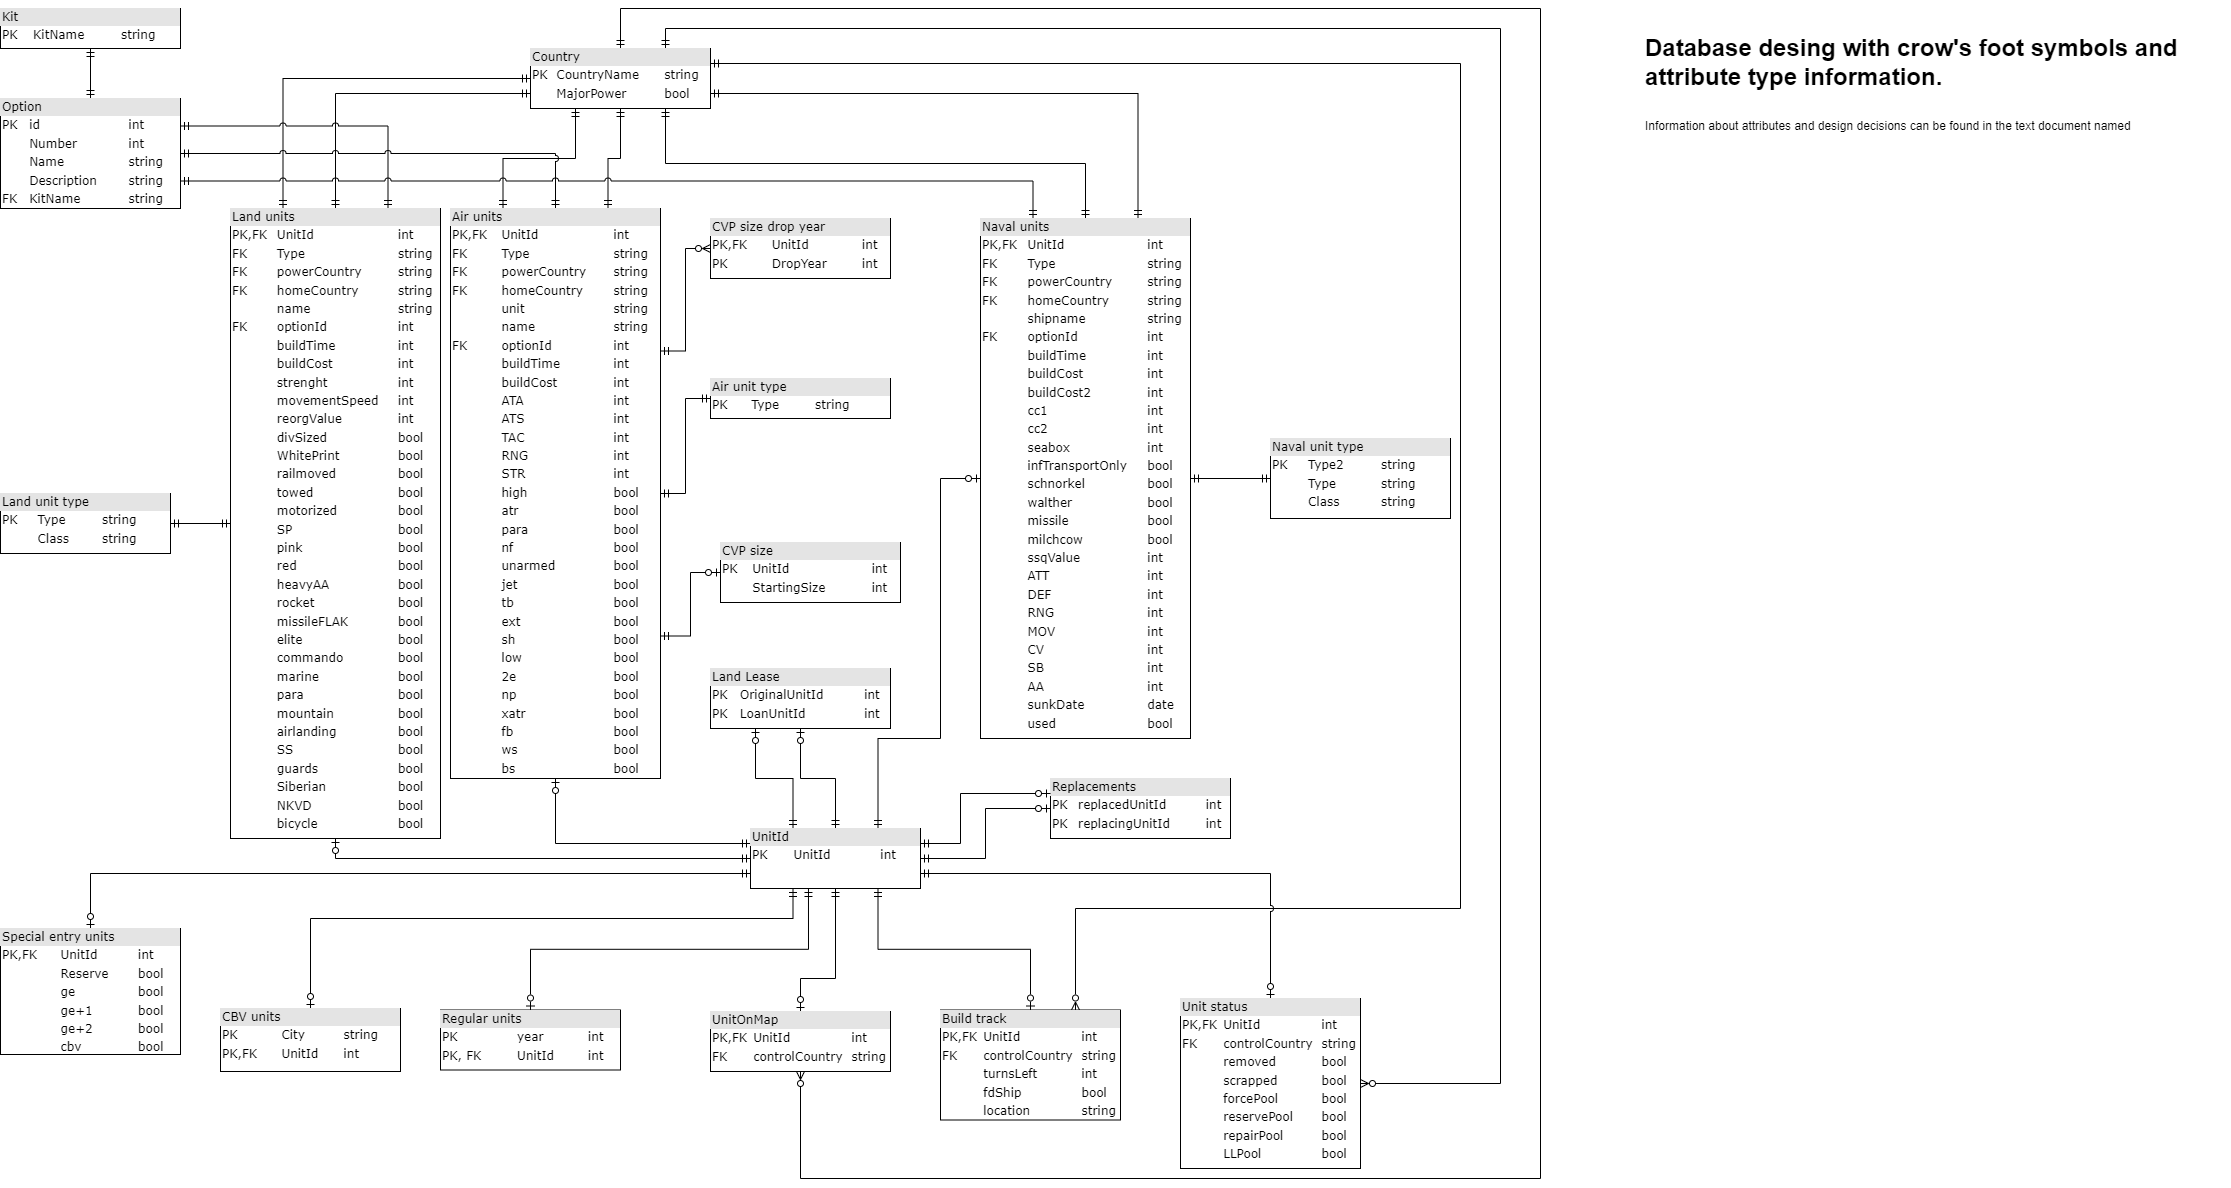 Kit
PK KitName string
Option
PK id int
Number int
Name string
Description string
FK KitName string
Country
PK CountryName string
MajorPower bool
Database desing with crow's foot symbols and
attribute type information.
Information about attributes and design decisions can be found in the text document named
Land units
PK,FK UnitId int
FK Type string
FK powerCountry string
FK homeCountry string
name string
FK optionId int
buildTime int
buildCost int
strenght int
movementSpeed int
reorgValue int
divSized bool
WhitePrint bool
railmoved bool
towed bool
motorized bool
SP bool
pink bool
red bool
heavyAA bool
rocket bool
missileFLAK bool
elite bool
commando bool
marine bool
para bool
mountain bool
airlanding bool
SS bool
guards bool
Siberian bool
NKVD bool
bicycle bool
Air units
PK,FK UnitId int
FK Type string
FK powerCountry string
FK homeCountry string
unit string
name string
FK optionId int
buildTime int
buildCost int
ATA int
ATS int
TAC int
RNG int
STR int
high bool
atr bool
para bool
nf bool
unarmed bool
jet bool
tb bool
ext bool
sh bool
low bool
2e bool
np bool
xatr bool
fb bool
ws bool
bs bool
CVP size drop year
PK,FK UnitId int
PK DropYear int
Air unit type
PK Type string
CVP size
PK UnitId int
StartingSize int
Land Lease
PK OriginalUnitId int
PK LoanUnitId int
Naval units
PK,FK UnitId int
FK Type string
FK powerCountry string
FK homeCountry string
shipname string
FK optionId int
buildTime int
buildCost int
buildCost2 int
cc1 int
cc2 int
seabox int
infTransportOnly bool
schnorkel bool
walther bool
missile bool
milchcow bool
ssqValue int
ATT int
DEF int
RNG int
MOV int
CV int
SB int
AA int
sunkDate date
used bool
Naval unit type
PK Type2 string
Type string
Class string
Land unit type
PK Type string
Class string
Replacements
PK replacedUnitId int
PK replacingUnitId int
UnitId
PK UnitId int
Special entry units
PK,FK UnitId int
Reserve bool
ge bool
ge+1 bool
ge+2 bool
cbv bool
CBV units
PK City string
PK,FK UnitId int
Regular units
PK year int
PK, FK UnitId int
UnitOnMap
PK,FK UnitId int
FK controlCountry string
Build track
PK,FK UnitId int
FK controlCountry string
turnsLeft int
fdShip bool
location string
Unit status
PK,FK UnitId int
FK controlCountry string
removed bool
scrapped bool
forcePool bool
reservePool bool
repairPool bool
LLPool bool